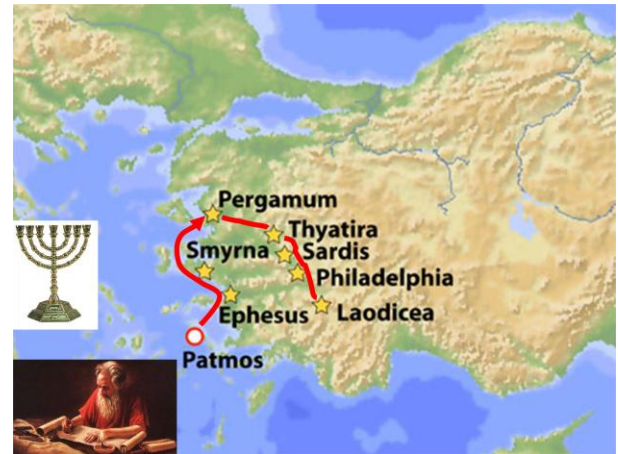 Pergamum
Thyatira
Smyrna
Sardis
Philadelphia
Ephesus
Laodicea
Patmos